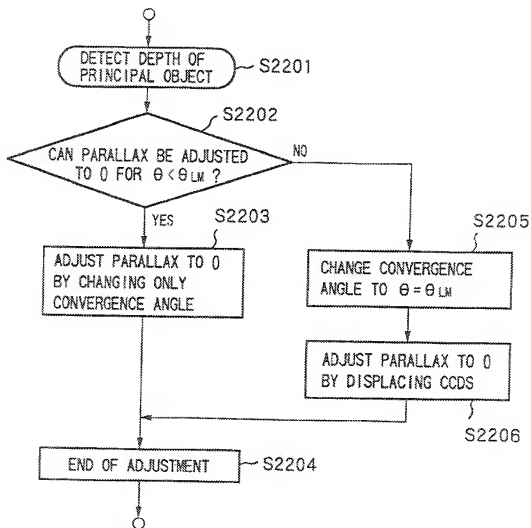 DETECT DEPTH OF
PRINCIPAL OBJECT
S2201
S2202
CAN PARALLAX BE ADJUSTED
TO 0 FOR θ<θLM ?
NO
YES
S2203
ADJUST PARALLAX TO 0
BY CHANGING ONLY
CONVERGENCE ANGLE
S2205
CHANGE CONVERGENCE
ANGLE TO θ=θLM
ADJUST PARALLAX TO 0
BY DISPLACING CCDS
S2206
END OF ADJUSTMENT
S2204